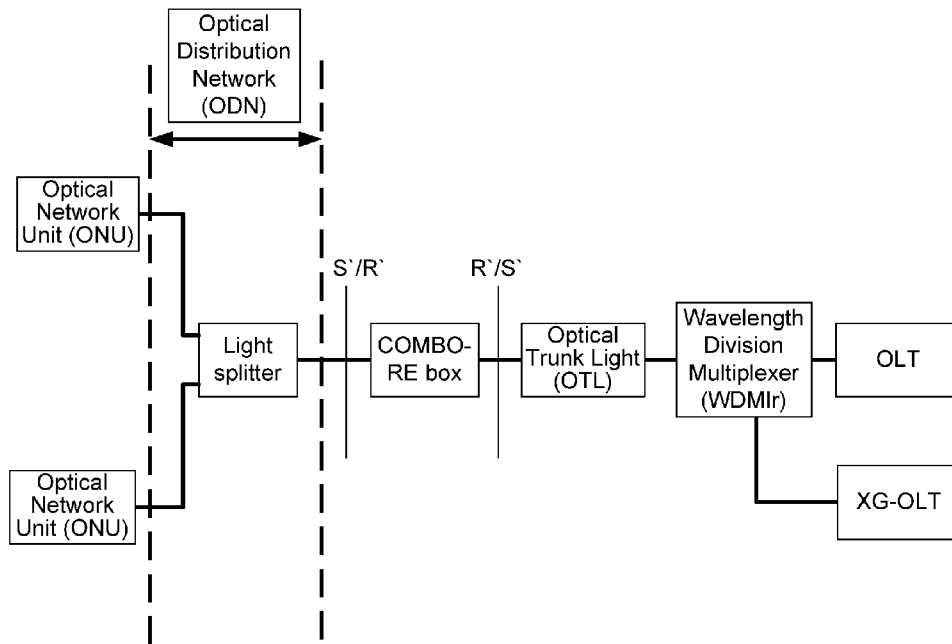 Optical
Distribution
Network
(ODN)
Optical
Network
Unit (ONU)
S`/R`
R`/S`
Light
splitter
COMBO-
RE box
Optical
Trunk Light
(OTL)
Wavelength
Division
Multiplexer
(WDMIr)
OLT
Optical
Network
Unit (ONU)
XG-OLT